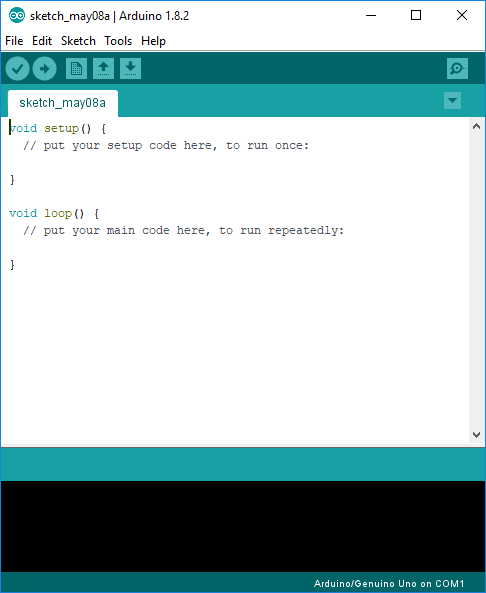 sketch_may08a | Arduino 1.8.2
File Edit Sketch Tools Help
sketch_may08a
void setup() {
  // put your setup code here, to run once:
}
void loop() {
  // put your main code here, to run repeatedly:
}
Arduino/Genuino Uno on COM1